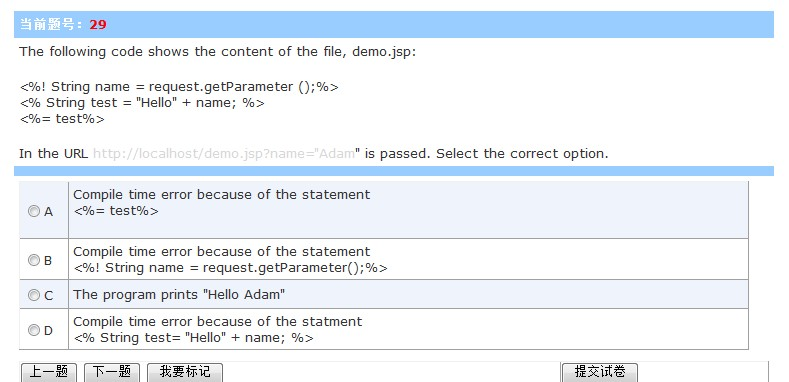 当前题号：29
The following code shows the content of the file, demo.jsp:
<%! String name = request.getParameter ();%>
<% String test = "Hello" + name; %>
<%= test%>
In the URL http://localhost/demo.jsp?name="Adam" is passed. Select the correct option.
A Compile time error because of the statement
<%= test%>
B Compile time error because of the statement
<%! String name = request.getParameter();%>
C The program prints "Hello Adam"
D Compile time error because of the statment
<% String test= "Hello" + name; %>
上一题 下一题 我要标记 提交试卷